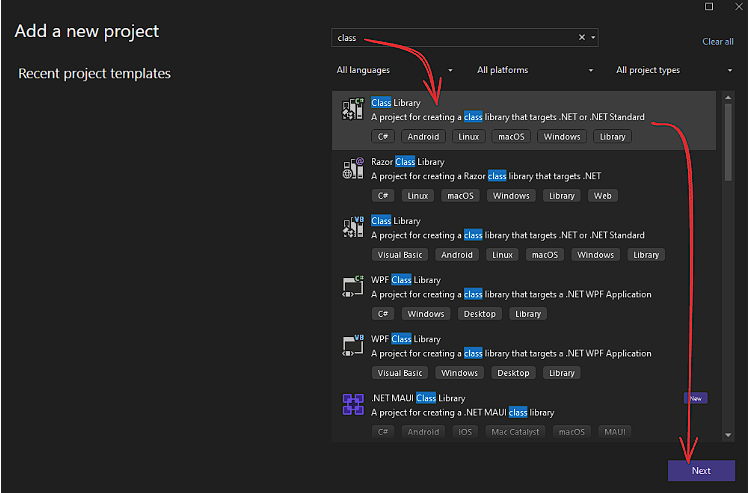 Add a new project
Recent project templates
class
Clear all
All languages
All platforms
All project types
C#
Class Library
A project for creating a class library that targets .NET or .NET Standard
C# Android Linux macOS Windows Library
@
Razor Class Library
A project for creating a Razor class library that targets .NET
C# Linux macOS Windows Library Web
VB
Class Library
A project for creating a class library that targets .NET or .NET Standard
Visual Basic Android Linux macOS Windows Library
C#
WPF Class Library
A project for creating a class library that targets a .NET WPF Application
C# Windows Desktop Library
VB
WPF Class Library
A project for creating a class library that targets a .NET WPF Application
Visual Basic Windows Desktop Library
.NET MAUI Class Library
New
A project for creating a .NET MAUI class library
C# Android iOS Mac Catalyst macOS MAUI
Next